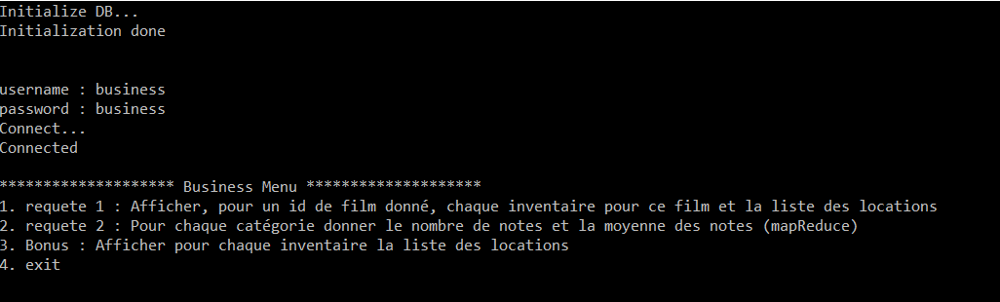 Initialize DB...
Initialization done
username : business
password : business
Connect...
Connected
******************** Business Menu ********************
1. requete 1 : Afficher, pour un id de film donné, chaque inventaire pour ce film et la liste des locations
2. requete 2 : Pour chaque catégorie donner le nombre de notes et la moyenne des notes (mapReduce)
3. Bonus : Afficher pour chaque inventaire la liste des locations
4. exit